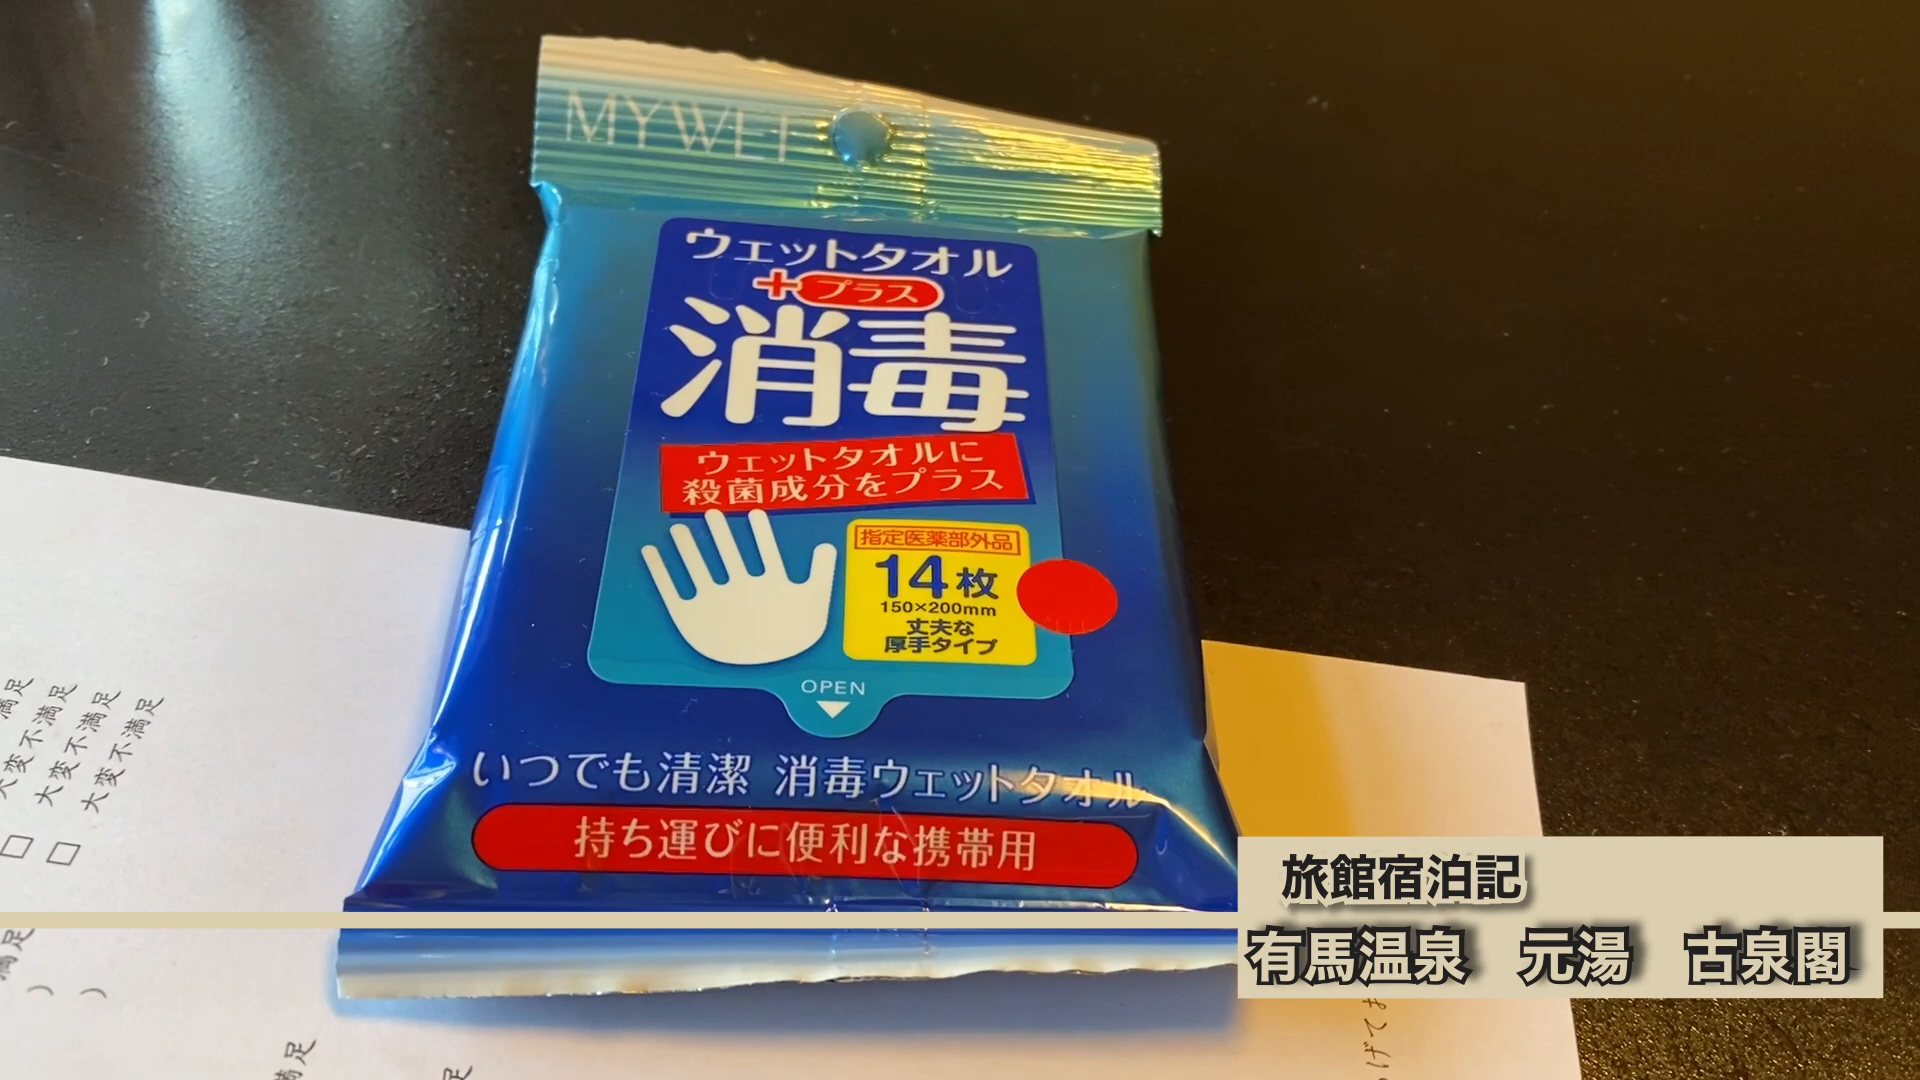 MYWET
ウェットタオル
+プラス
消毒
ウェットタオルに
殺菌成分をプラス
指定医薬部外品
14枚
150×200mm
丈夫な
厚手タイプ
OPEN
いつでも清潔 消毒ウェットタオル
持ち運びに便利な携帯用
大変不満足
大変不満足
大変不満足
旅館宿泊記
有馬温泉 元湯 古泉閣